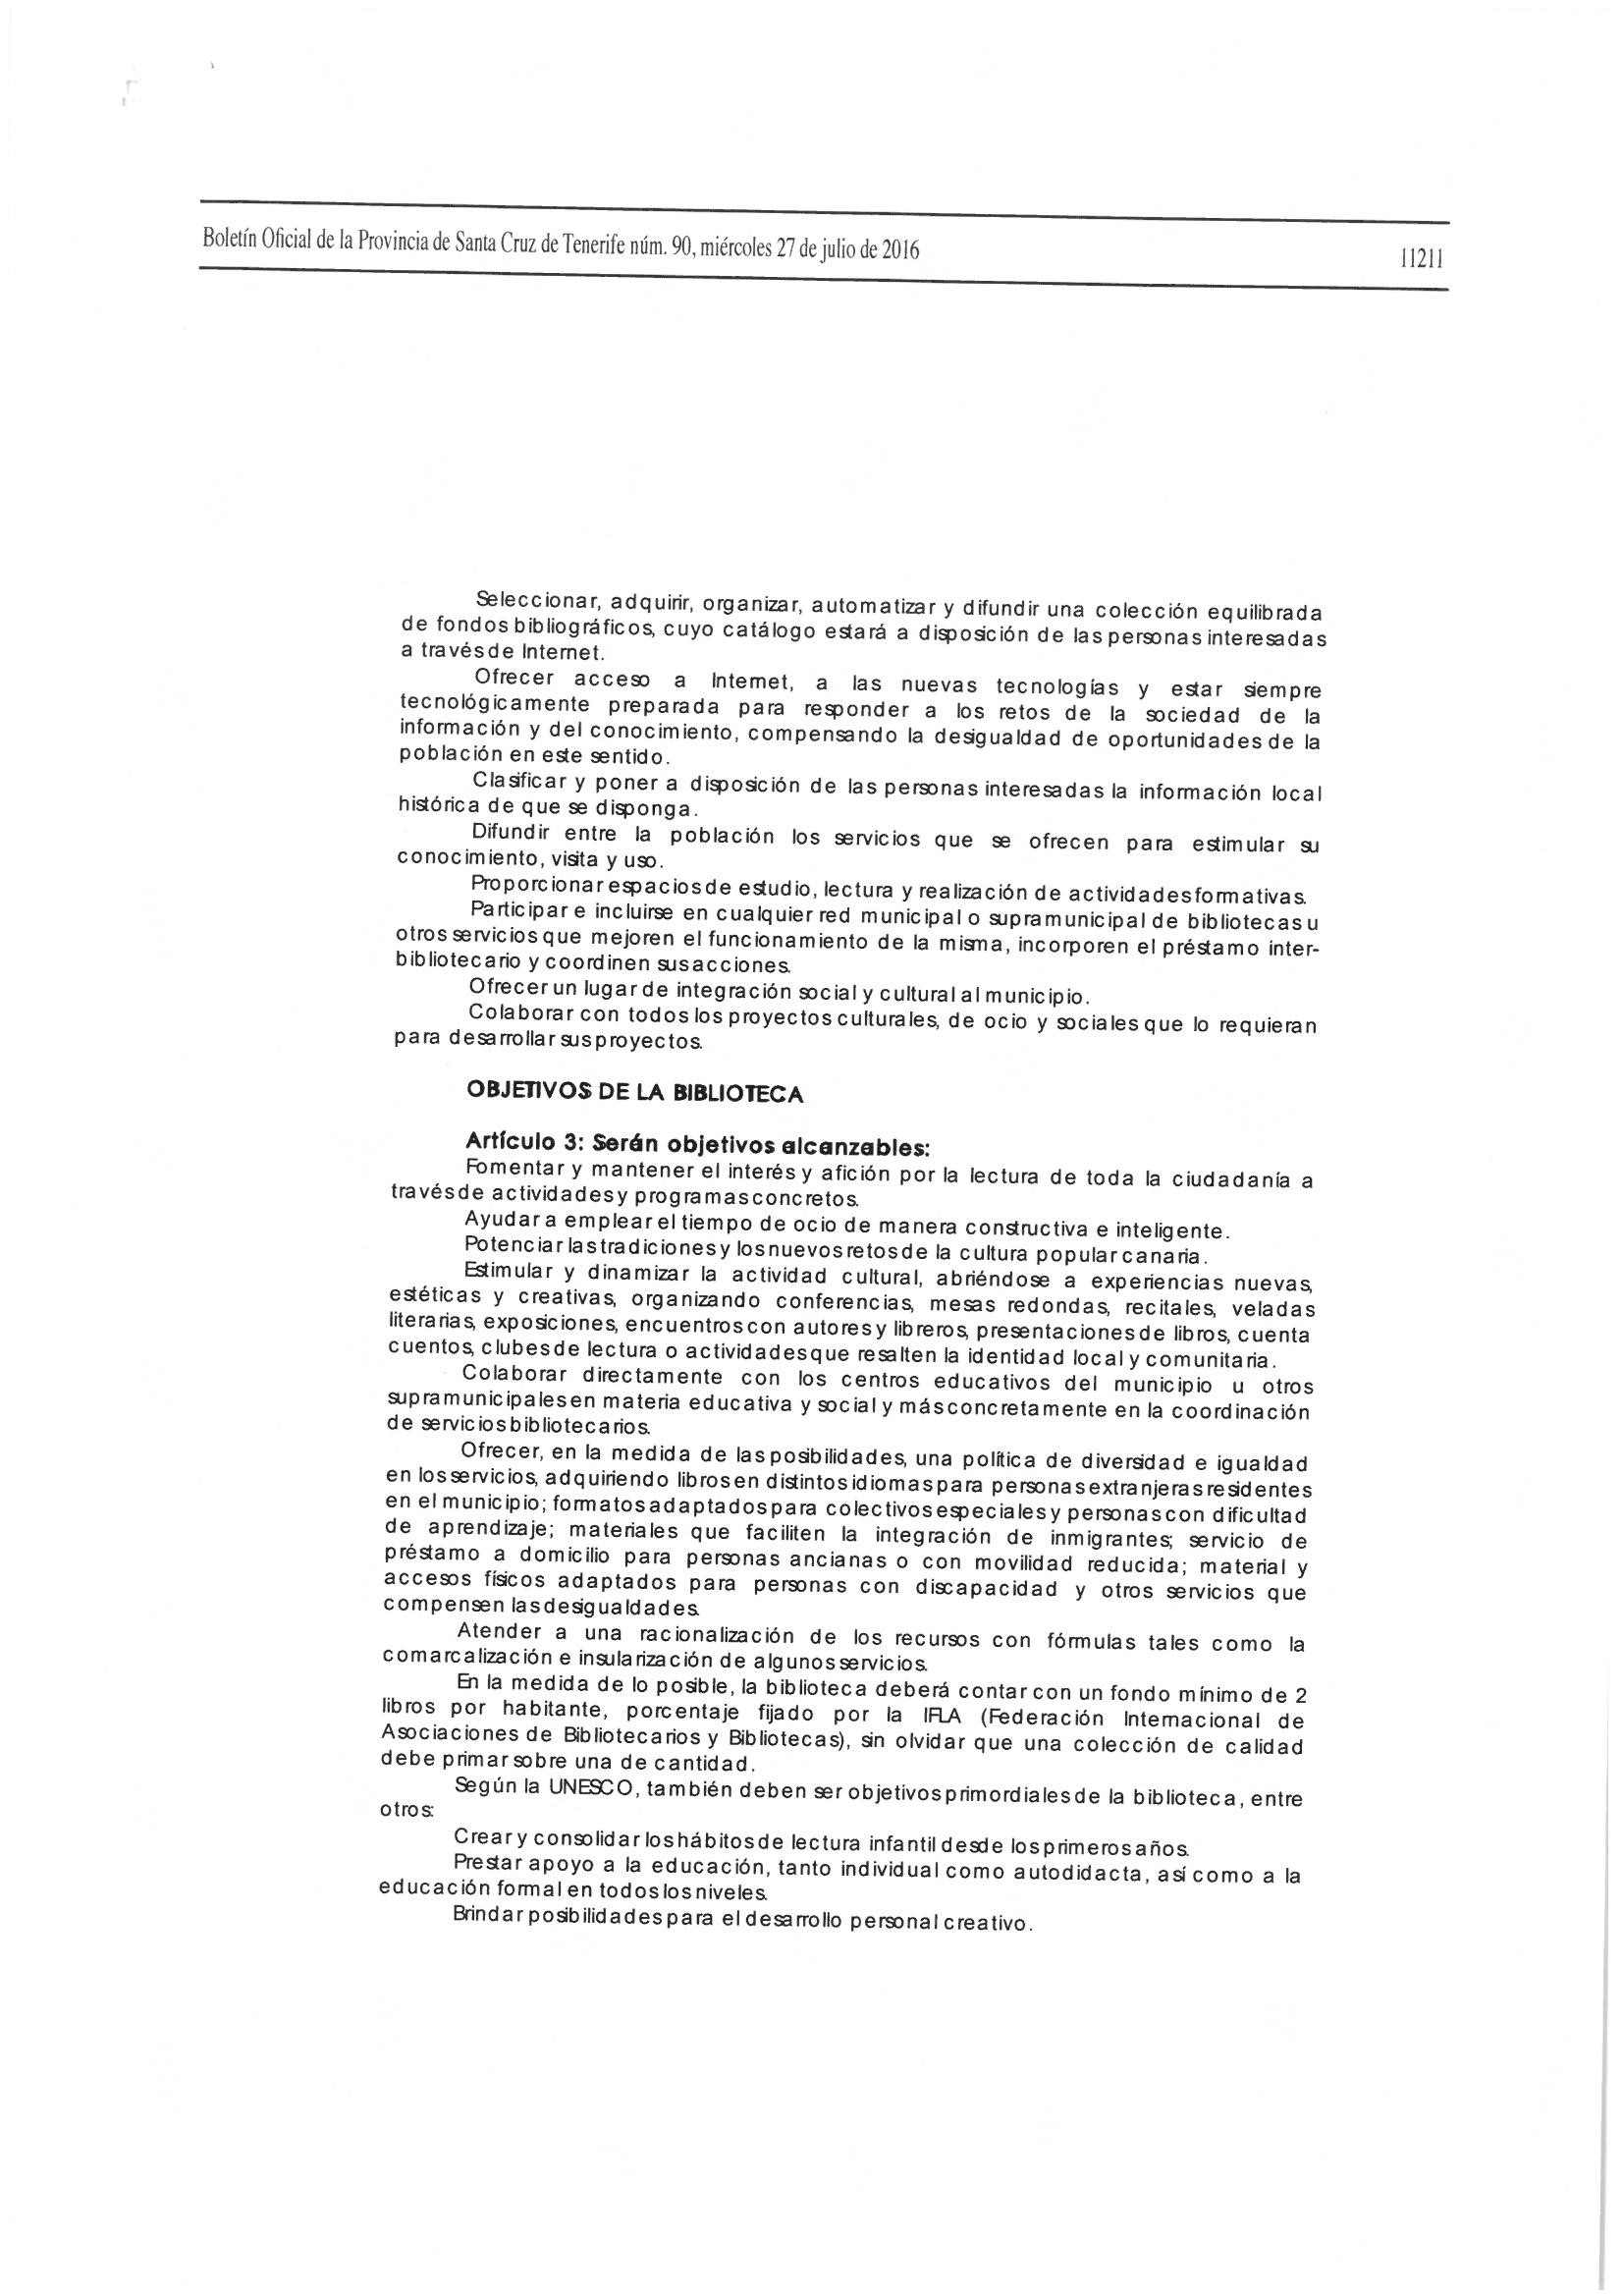 Boletín Oficial de la Provincia de Santa Cruz de Tenerife núm. 90, miércoles 27 de julio de 2016 11211
Seleccionar, adquirir, organizar, automatizar y difundir una colección equilibrada
de fondos bibliográficos, cuyo catálogo estará a disposición de las personas interesadas
a través de Internet.
Ofrecer acceso a Internet, a las nuevas tecnologías y estar siempre
tecnológicamente preparada para responder a los retos de la sociedad de la
información y del conocimiento, compensando la desigualdad de oportunidades de la
población en este sentido.
Clasificar y poner a disposición de las personas interesadas la información local
histórica de que se disponga.
Difundir entre la población los servicios que se ofrecen para estimular su
conocimiento, visita y uso.
Proporcionar espacios de estudio, lectura y realización de actividades formativas.
Participar e incluirse en cualquier red municipal o supramunicipal de bibliotecas u
otros servicios que mejoren el funcionamiento de la misma, incorporen el préstamo inter-
bibliotecario y coordinen sus acciones.
Ofrecer un lugar de integración social y cultural al municipio.
Colaborar con todos los proyectos culturales, de ocio y sociales que lo requieran
para desarrollar sus proyectos.
OBJETIVOS DE LA BIBLIOTECA
Artículo 3: Serán objetivos alcanzables:
Fomentar y mantener el interés y afición por la lectura de toda la ciudadanía a
través de actividades y programas concretos.
Ayudar a emplear el tiempo de ocio de manera constructiva e inteligente.
Potenciar las tradiciones y los nuevos retos de la cultura popular canaria.
Estimular y dinamizar la actividad cultural, abriéndose a experiencias nuevas,
estéticas y creativas, organizando conferencias, mesas redondas, recitales, veladas
literarias, exposiciones, encuentros con autores y libreros, presentaciones de libros, cuenta
cuentos, clubes de lectura o actividades que resalten la identidad local y comunitaria.
Colaborar directamente con los centros educativos del municipio u otros
supramunicipales en materia educativa y social y más concretamente en la coordinación
de servicios bibliotecarios.
Ofrecer, en la medida de las posibilidades, una política de diversidad e igualdad
en los servicios, adquiriendo libros en distintos idiomas para personas extranjeras residentes
en el municipio; formatos adaptados para colectivos especiales y personas con dificultad
de aprendizaje; materiales que faciliten la integración de inmigrantes; servicio de
préstamo a domicilio para personas ancianas o con movilidad reducida; material y
accesos físicos adaptados para personas con discapacidad y otros servicios que
compensen las desigualdades.
Atender a una racionalización de los recursos con fórmulas tales como la
comarcalización e insularización de algunos servicios.
En la medida de lo posible, la biblioteca deberá contar con un fondo mínimo de 2
libros por habitante, porcentaje fijado por la IFLA (Federación Internacional de
Asociaciones de Bibliotecarios y Bibliotecas), sin olvidar que una colección de calidad
debe primar sobre una de cantidad.
Según la UNESCO, también deben ser objetivos primordiales de la biblioteca, entre
otros:
Crear y consolidar los hábitos de lectura infantil desde los primeros años.
Prestar apoyo a la educación, tanto individual como autodidacta, así como a la
educación formal en todos los niveles.
Brindar posibilidades para el desarrollo personal creativo.